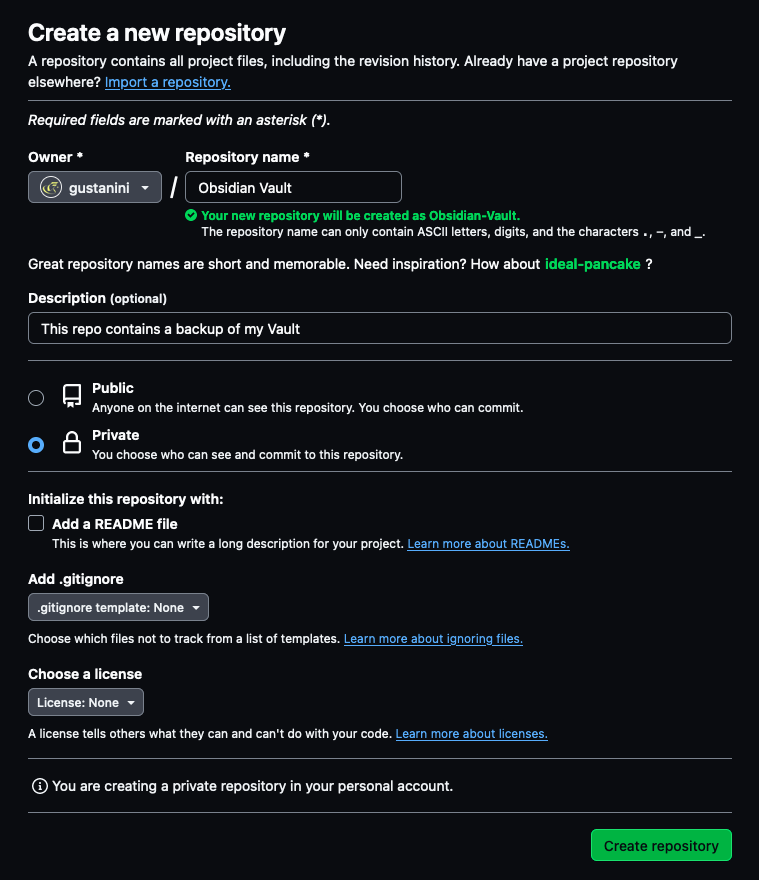 Create a new repository
A repository contains all project files, including the revision history. Already have a project repository
elsewhere? Import a repository.
Required fields are marked with an asterisk (*).
Owner *
Repository name *
gustanini
/
Obsidian Vault
Your new repository will be created as Obsidian-Vault.
The repository name can only contain ASCII letters, digits, and the characters ., –, and _.
Great repository names are short and memorable. Need inspiration? How about ideal-pancake ?
Description (optional)
This repo contains a backup of my Vault
Public
Anyone on the internet can see this repository. You choose who can commit.
Private
You choose who can see and commit to this repository.
Initialize this repository with:
Add a README file
This is where you can write a long description for your project. Learn more about READMEs.
Add .gitignore
.gitignore template: None
Choose which files not to track from a list of templates. Learn more about ignoring files.
Choose a license
License: None
A license tells others what they can and can't do with your code. Learn more about licenses.
You are creating a private repository in your personal account.
Create repository